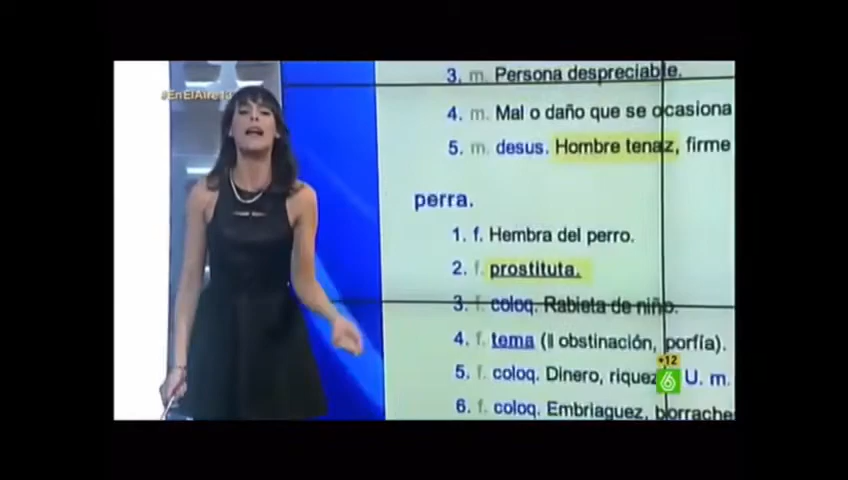 #EnElAire13
3. m. Persona despreciable.
4. m. Mal o daño que se ocasiona
5. m. desus. Hombre tenaz, firme
perra.
1. f. Hembra del perro.
2. f. prostituta.
3. f. coloq. Rabieta de niño.
4. f. tema (ǁ obstinación, porfía).
5. f. coloq. Dinero, riquez U. m.
6. f. coloq. Embriaguez, borrache
+12
6